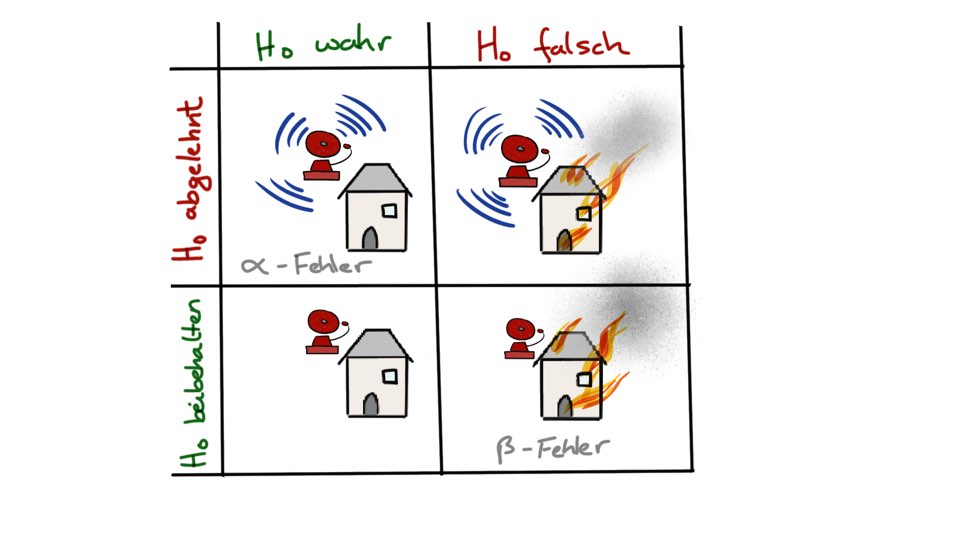 H₀ wahr
H₀ falsch
H₀ abgelehnt
α-Fehler
H₀ beibehalten
β-Fehler